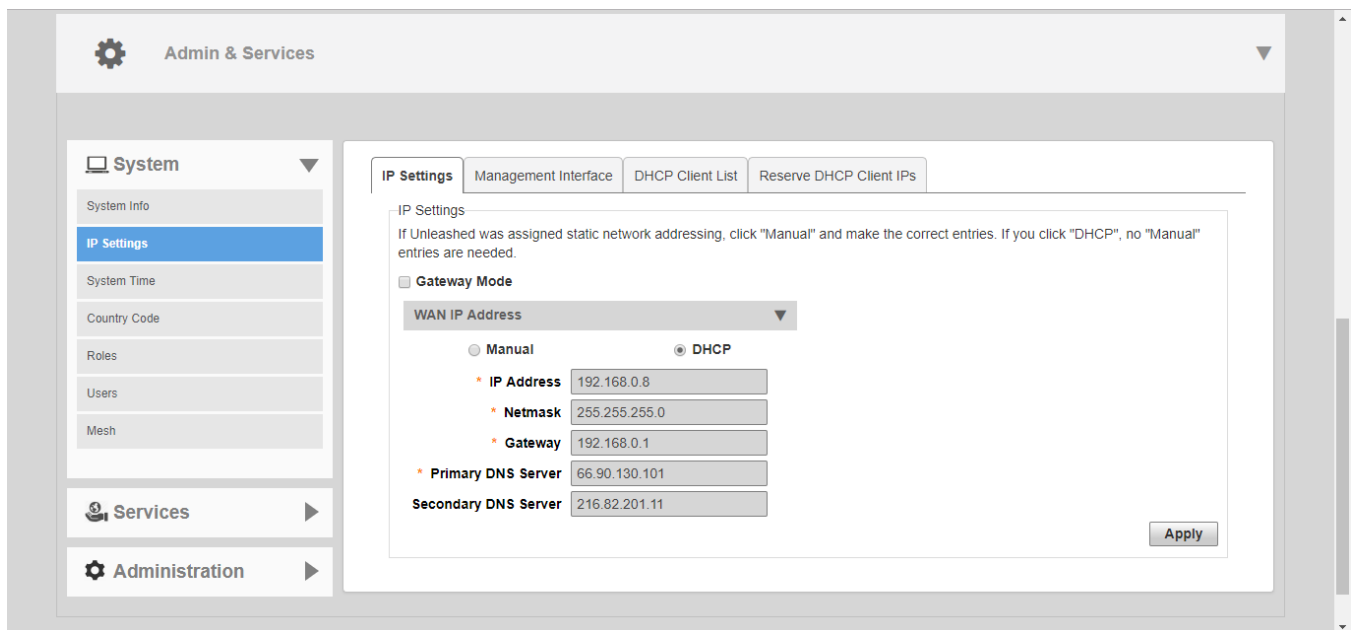 Admin & Services
System
System Info
IP Settings
System Time
Country Code
Roles
Users
Mesh
Services
Administration
IP Settings
Management Interface
DHCP Client List
Reserve DHCP Client IPs
IP Settings
If Unleashed was assigned static network addressing, click "Manual" and make the correct entries. If you click "DHCP", no "Manual"
entries are needed.
Gateway Mode
WAN IP Address
Manual
DHCP
* IP Address 192.168.0.8
* Netmask 255.255.255.0
* Gateway 192.168.0.1
* Primary DNS Server 66.90.130.101
Secondary DNS Server 216.82.201.11
Apply